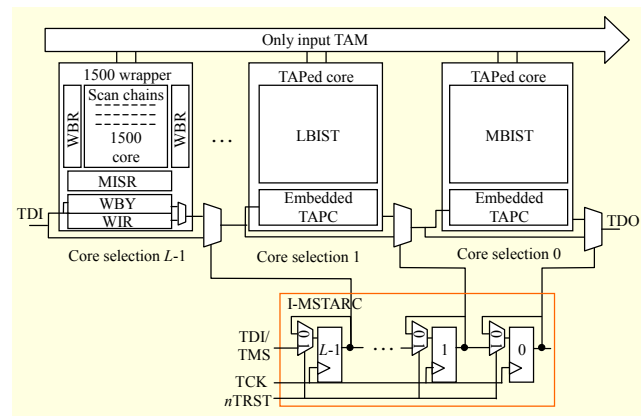 Only input TAM
1500 wrapper
Scan chains
1500
core
WBR
WBR
MISR
WBY
WIR
TDI
...
TAPed core
LBIST
Embedded
TAPC
TAPed core
MBIST
Embedded
TAPC
TDO
Core selection L-1
Core selection 1
Core selection 0
I-MSTARC
TDI/
TMS
TCK
nTRST
0
1
L-1
...
0
1
1
0
1
0